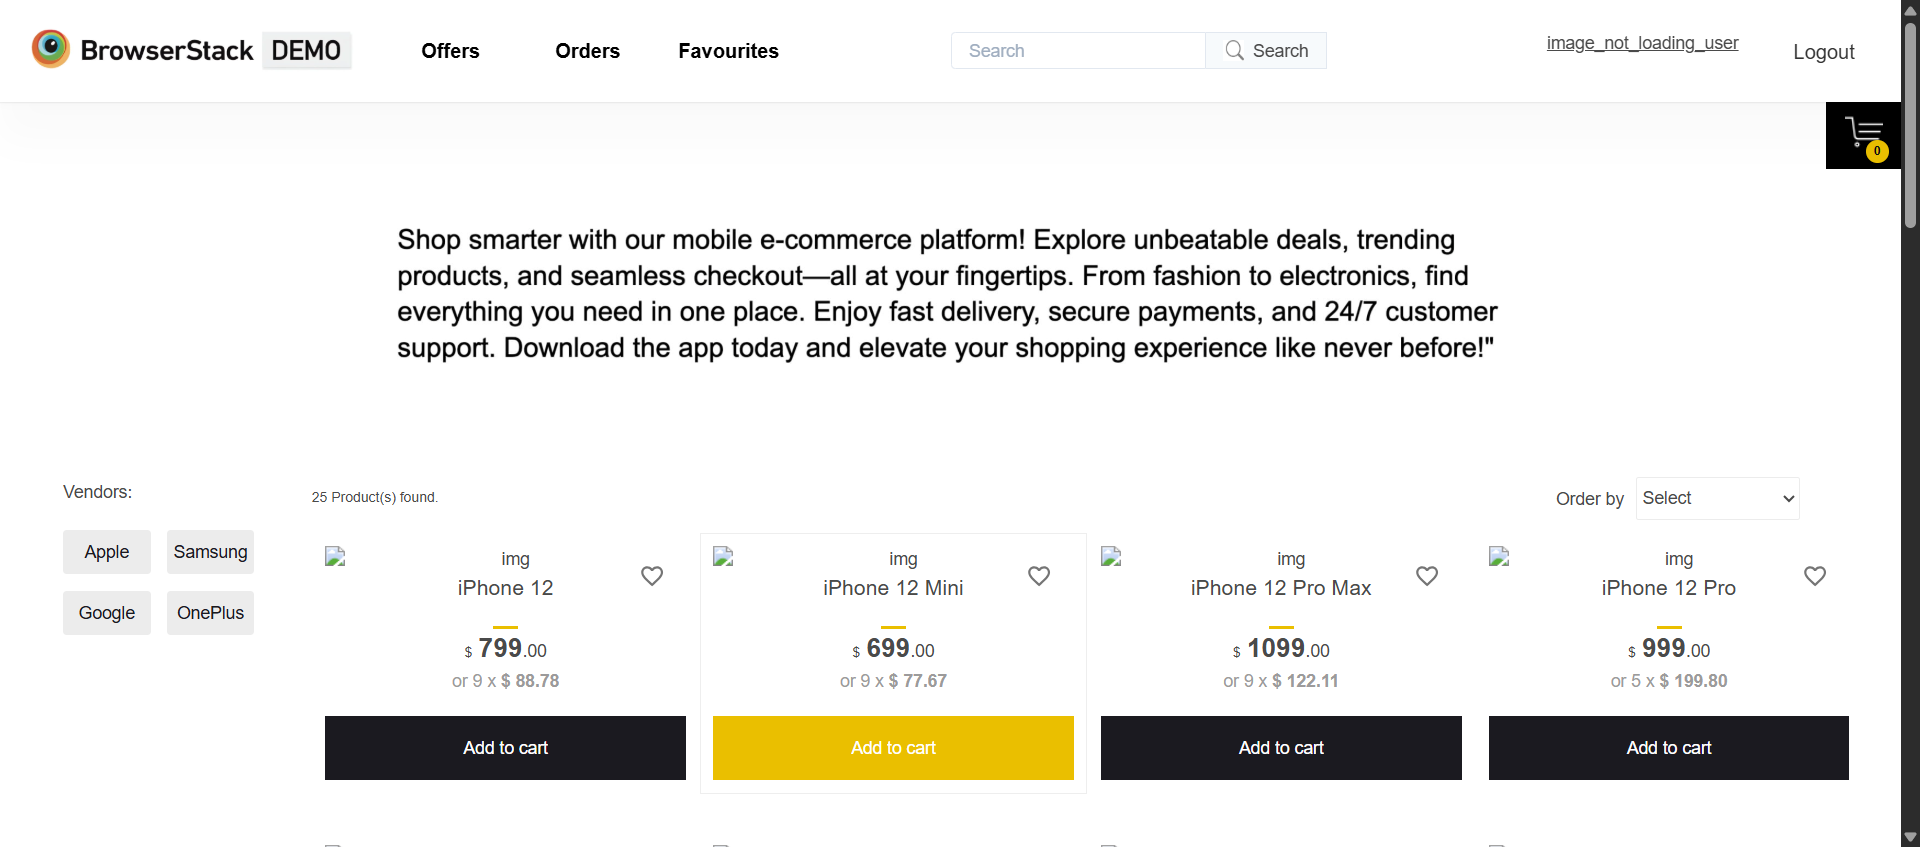 BrowserStack DEMO
Offers
Orders
Favourites
Search
Search
image_not_loading_user
Logout
0
Shop smarter with our mobile e-commerce platform! Explore unbeatable deals, trending
products, and seamless checkout—all at your fingertips. From fashion to electronics, find
everything you need in one place. Enjoy fast delivery, secure payments, and 24/7 customer
support. Download the app today and elevate your shopping experience like never before!"
Vendors:
Apple
Samsung
Google
OnePlus
25 Product(s) found.
Order by
Select
img
iPhone 12
$ 799.00
or 9 x $ 88.78
Add to cart
img
iPhone 12 Mini
$ 699.00
or 9 x $ 77.67
Add to cart
img
iPhone 12 Pro Max
$ 1099.00
or 9 x $ 122.11
Add to cart
img
iPhone 12 Pro
$ 999.00
or 5 x $ 199.80
Add to cart